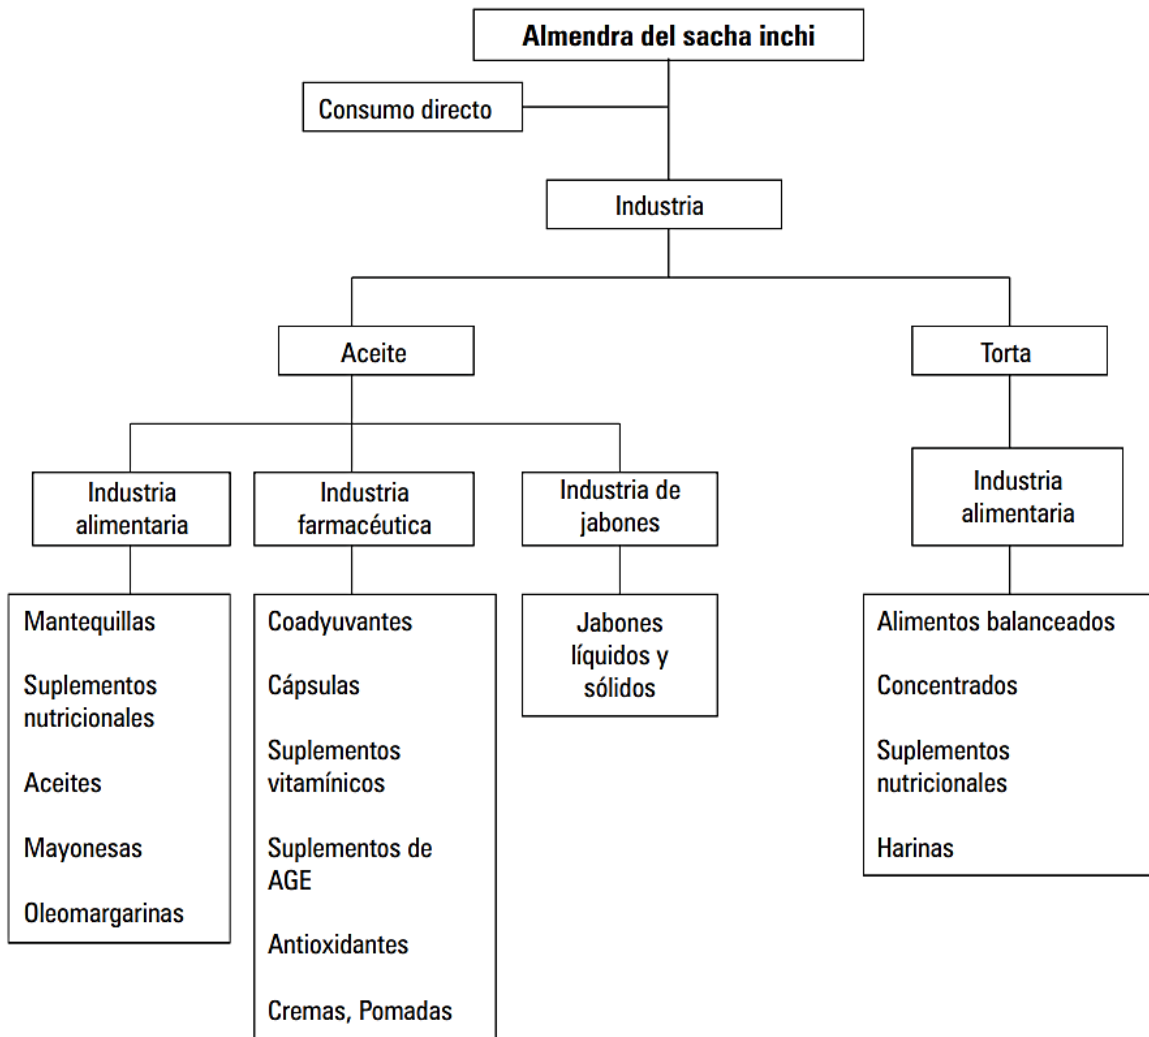 Almendra del sacha inchi
Consumo directo
Industria
Aceite
Torta
Industria
alimentaria
Industria
farmacéutica
Industria de
jabones
Industria
alimentaria
Mantequillas
Suplementos
nutricionales
Aceites
Mayonesas
Oleomargarinas
Coadyuvantes
Cápsulas
Suplementos
vitamínicos
Suplementos de
AGE
Antioxidantes
Cremas, Pomadas
Jabones
líquidos y
sólidos
Alimentos balanceados
Concentrados
Suplementos
nutricionales
Harinas